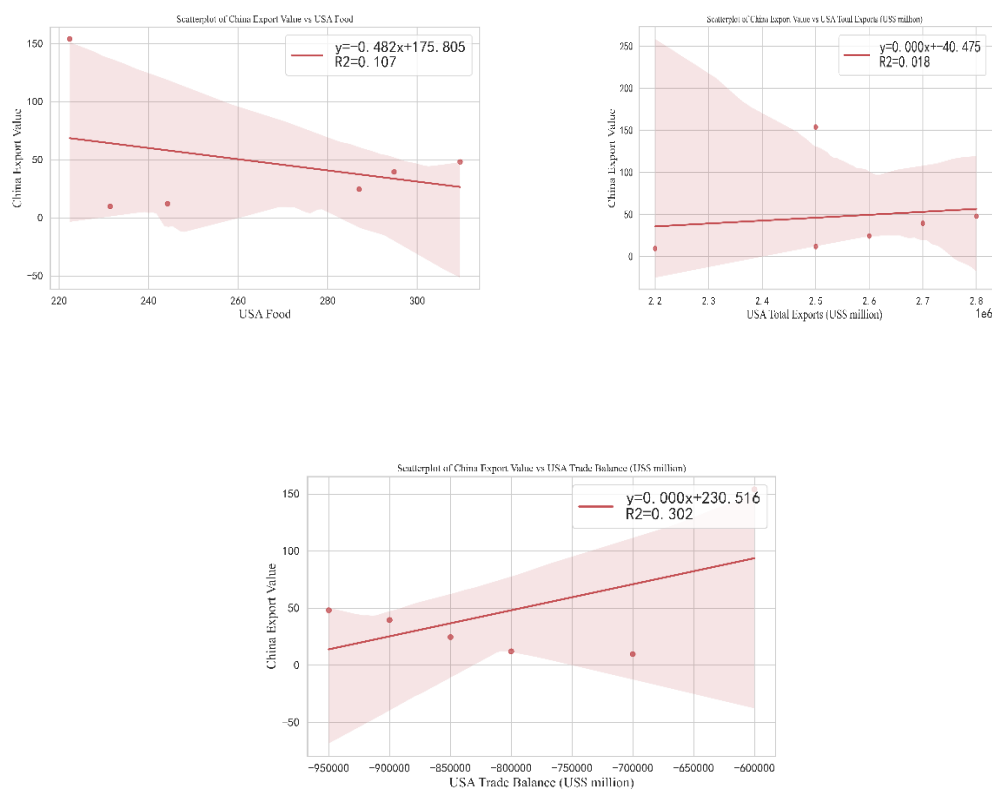 Scatterplot of China Export Value vs USA Food
y=-0.482x+175.805
R2=0.107
150
100
50
0
-50
China Export Value
220 240 260 280 300
USA Food
Scatterplot of China Export Value vs USA Total Exports (US$ million)
y=0.000x+-40.475
R2=0.018
250
200
150
100
50
0
China Export Value
2.2 2.3 2.4 2.5 2.6 2.7 2.8
1e6
USA Total Exports (US$ million)
Scatterplot of China Export Value vs USA Trade Balance (US$ million)
y=0.000x+230.516
R2=0.302
150
100
50
0
-50
China Export Value
-950000 -900000 -850000 -800000 -750000 -700000 -650000 -600000
USA Trade Balance (US$ million)